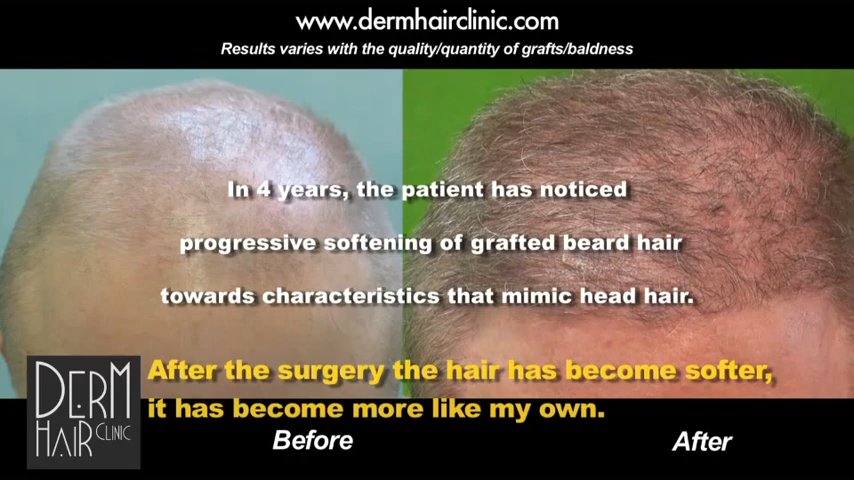 www.dermhairclinic.com
Results varies with the quality/quantity of grafts/baldness
In 4 years, the patient has noticed
progressive softening of grafted beard hair
towards characteristics that mimic head hair.
After the surgery the hair has become softer,
it has become more like my own.
DERM
HAIR CLINIC
Before
After